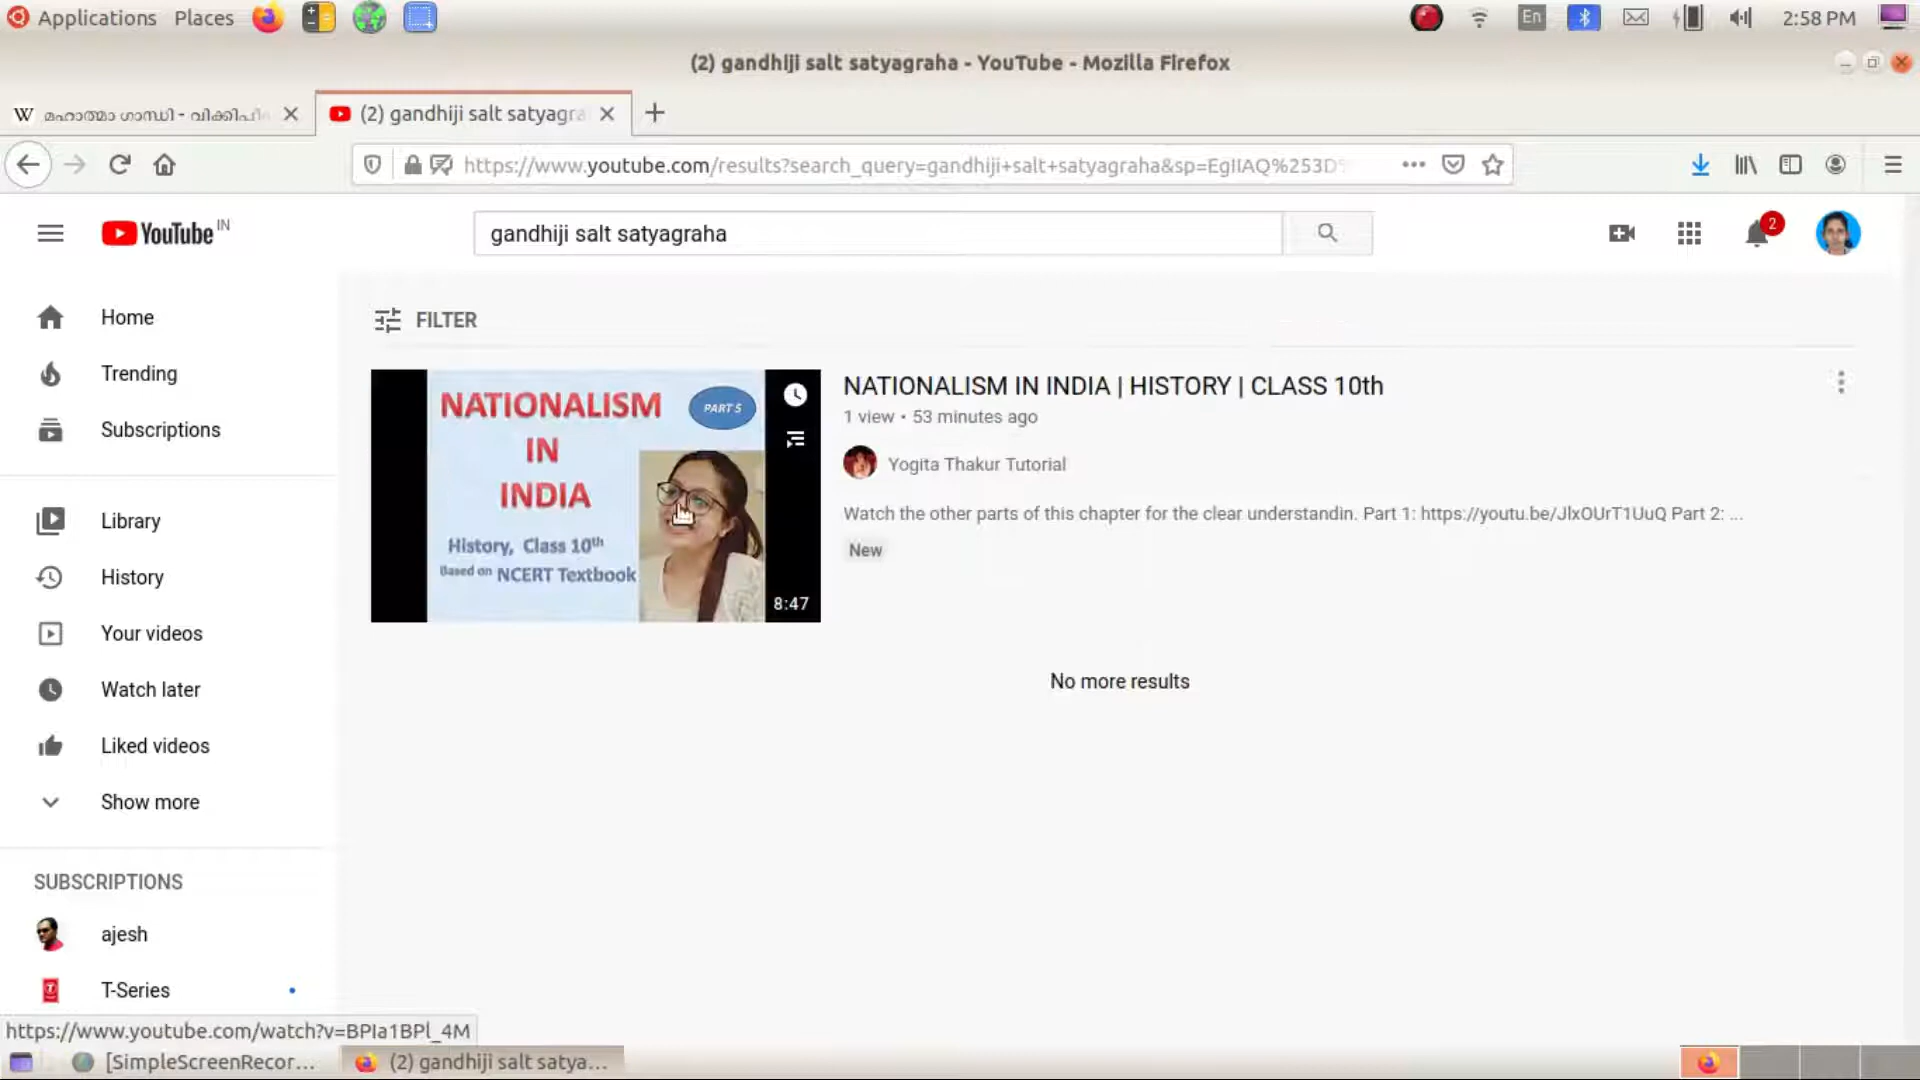 Applications Places En 2:58 PM
(2) gandhiji salt satyagraha - YouTube - Mozilla Firefox
W മഹാത്മാ ഗാന്ധി - വിക്കിപീ
(2) gandhiji salt satyagra
https://www.youtube.com/results?search_query=gandhiji+salt+satyagraha&sp=EgIIAQ%253D
YouTube IN
gandhiji salt satyagraha
2
Home
Trending
Subscriptions
Library
History
Your videos
Watch later
Liked videos
Show more
SUBSCRIPTIONS
ajesh
T-Series
FILTER
NATIONALISM
IN
INDIA
PART 5
History, Class 10th
Based on NCERT Textbook
8:47
NATIONALISM IN INDIA | HISTORY | CLASS 10th
1 view • 53 minutes ago
Yogita Thakur Tutorial
Watch the other parts of this chapter for the clear understandin. Part 1: https://youtu.be/JlxOUrT1UuQ Part 2: ...
New
No more results
https://www.youtube.com/watch?v=BPIa1BPl_4M
[SimpleScreenRecor...
(2) gandhiji salt satya...